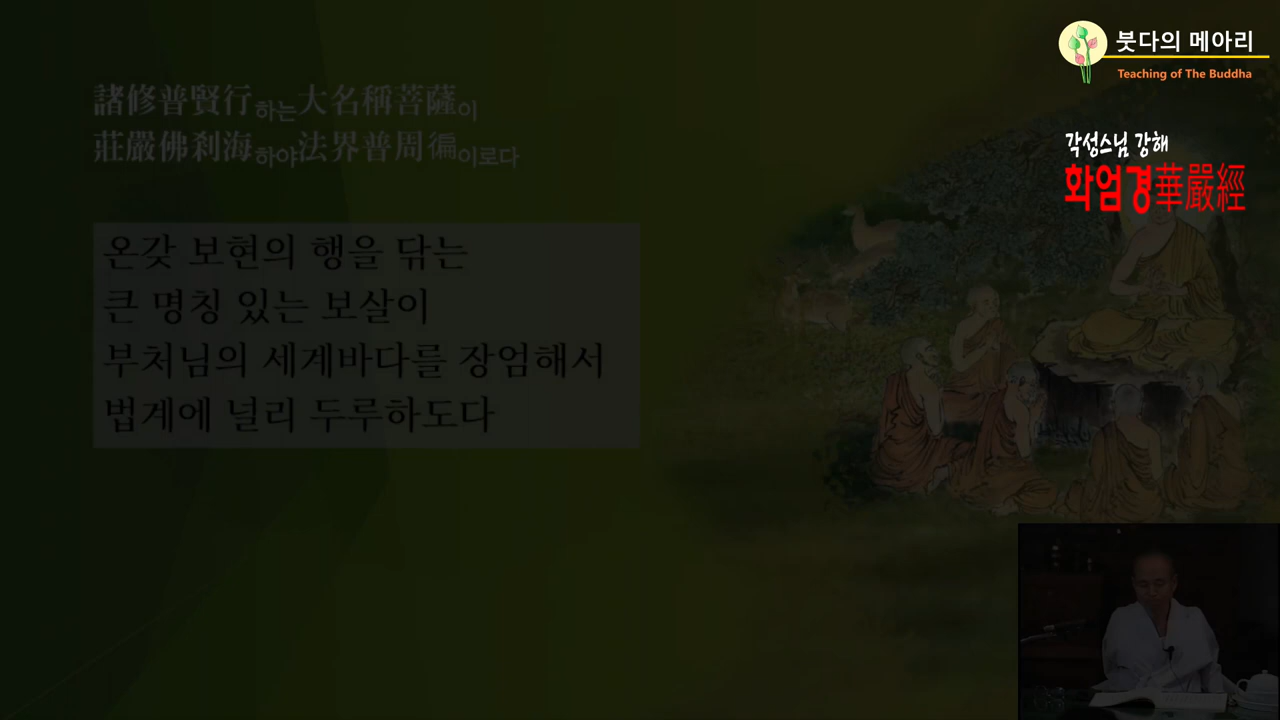 붓다의 메아리
Teaching of The Buddha
각성스님 강해
화엄경華嚴經
諸修普賢行하는大名稱菩薩이
莊嚴佛刹海하야法界普周徧이로다
온갖 보현의 행을 닦는
큰 명칭 있는 보살이
부처님의 세계바다를 장엄해서
법계에 널리 두루하도다